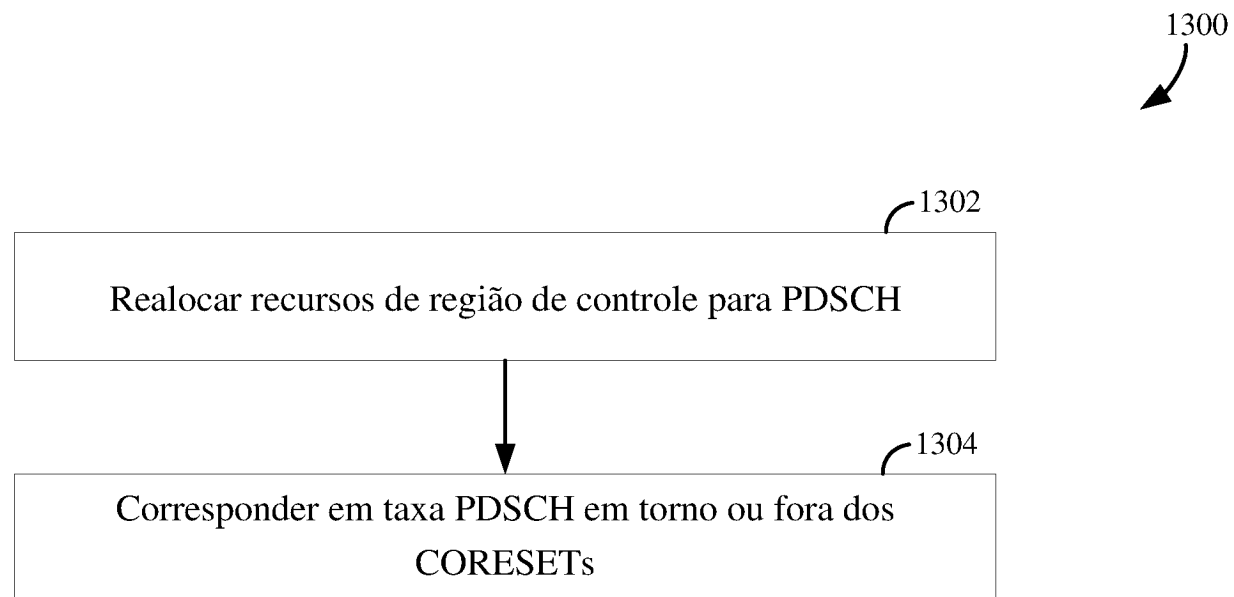 1300
1302
Realocar recursos de região de controle para PDSCH
1304
Corresponder em taxa PDSCH em torno ou fora dos
CORESETs